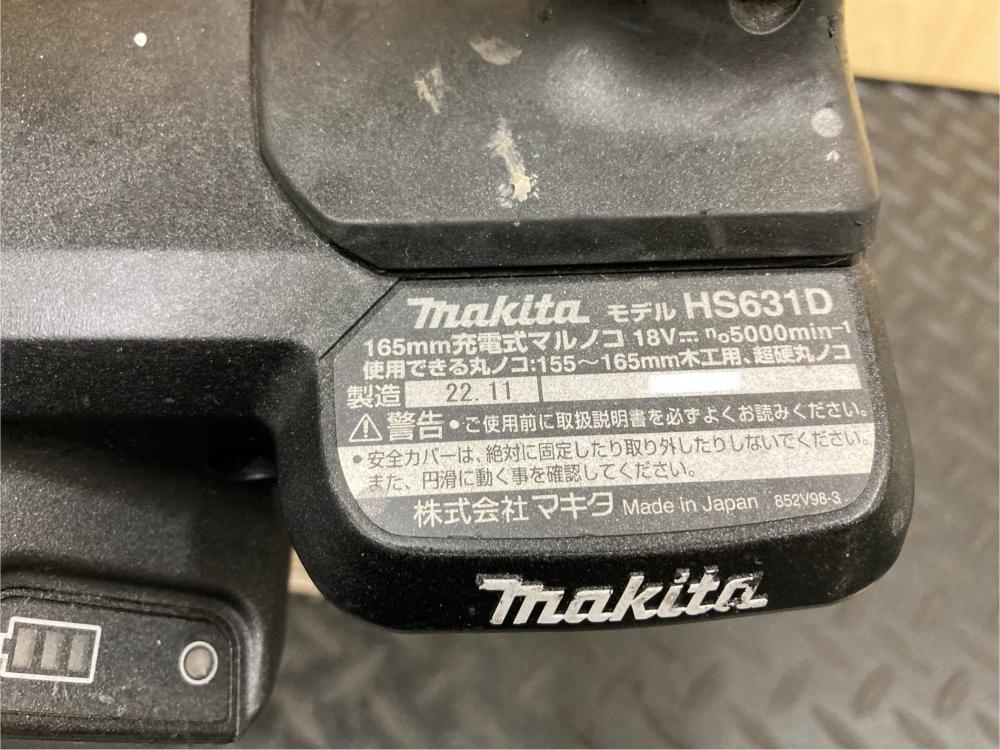 makita モデル HS631D
165mm充電式マルノコ 18V⎓ n₀5000min⁻¹
使用できる丸ノコ:155〜165mm木工用、超硬丸ノコ
製造 22.11
⚠警告・ご使用前に取扱説明書を必ずよくお読みください。
・安全カバーは、絶対に固定したり取り外したりしないでください。
また、円滑に動く事を確認してください。
株式会社マキタ Made in Japan 852V98-3
makita